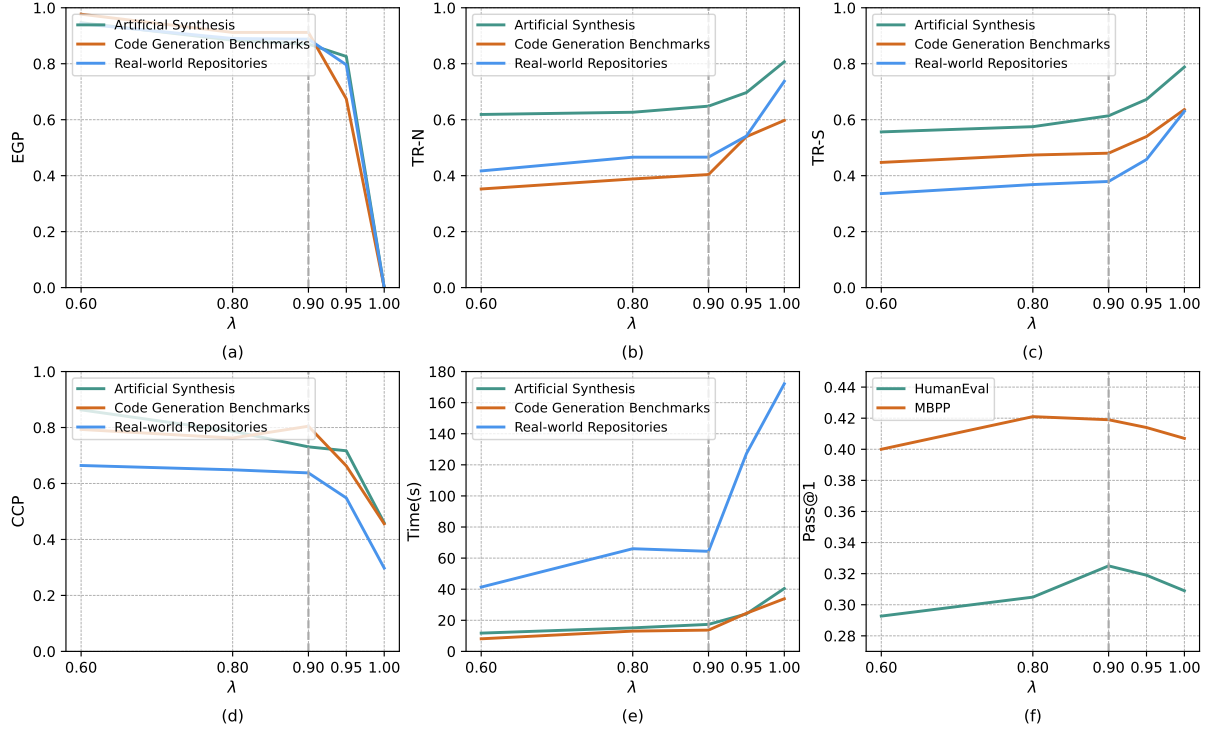 1.0
0.8
0.6
0.4
0.2
0.0
EGP
Artificial Synthesis
Code Generation Benchmarks
Real-world Repositories
0.60 0.80 0.90 0.95 1.00
λ
(a)
1.0
0.8
0.6
0.4
0.2
0.0
TR-N
Artificial Synthesis
Code Generation Benchmarks
Real-world Repositories
0.60 0.80 0.90 0.95 1.00
λ
(b)
1.0
0.8
0.6
0.4
0.2
0.0
TR-S
Artificial Synthesis
Code Generation Benchmarks
Real-world Repositories
0.60 0.80 0.90 0.95 1.00
λ
(c)
1.0
0.8
0.6
0.4
0.2
0.0
CCP
Artificial Synthesis
Code Generation Benchmarks
Real-world Repositories
0.60 0.80 0.90 0.95 1.00
λ
(d)
180
160
140
120
100
80
60
40
20
0
Time(s)
Artificial Synthesis
Code Generation Benchmarks
Real-world Repositories
0.60 0.80 0.90 0.95 1.00
λ
(e)
0.44
0.42
0.40
0.38
0.36
0.34
0.32
0.30
0.28
Pass@1
HumanEval
MBPP
0.60 0.80 0.90 0.95 1.00
λ
(f)